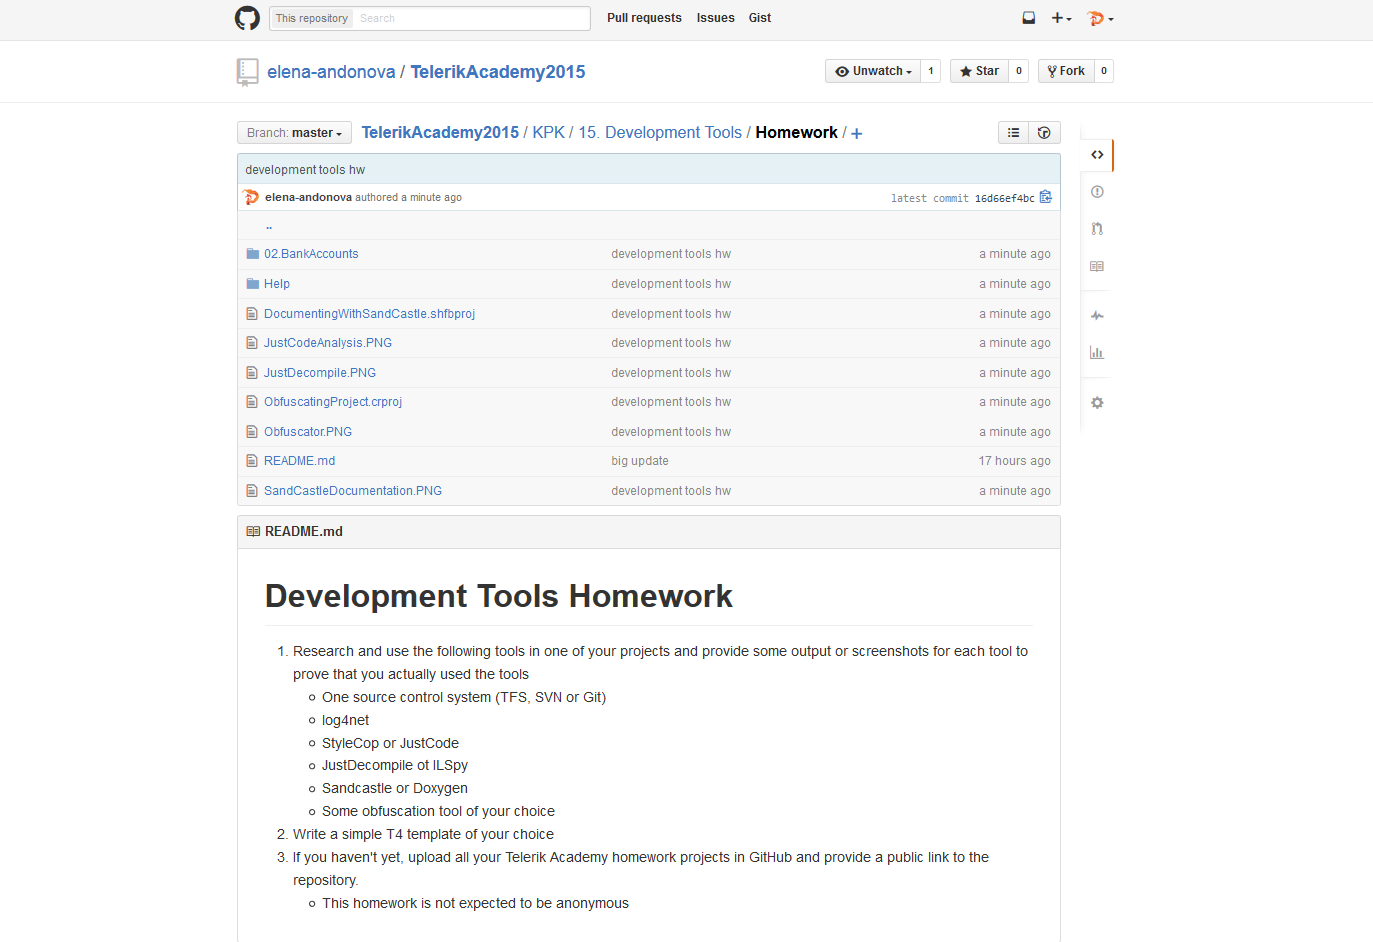 This repository Search Pull requests Issues Gist
elena-andonova / TelerikAcademy2015 Unwatch 1 Star 0 Fork 0
Branch: master TelerikAcademy2015 / KPK / 15. Development Tools / Homework / +
development tools hw
elena-andonova authored a minute ago latest commit 16d66ef4bc
..
02.BankAccounts development tools hw a minute ago
Help development tools hw a minute ago
DocumentingWithSandCastle.shfbproj development tools hw a minute ago
JustCodeAnalysis.PNG development tools hw a minute ago
JustDecompile.PNG development tools hw a minute ago
ObfuscatingProject.crproj development tools hw a minute ago
Obfuscator.PNG development tools hw a minute ago
README.md big update 17 hours ago
SandCastleDocumentation.PNG development tools hw a minute ago
README.md
Development Tools Homework
1. Research and use the following tools in one of your projects and provide some output or screenshots for each tool to
prove that you actually used the tools
One source control system (TFS, SVN or Git)
log4net
StyleCop or JustCode
JustDecompile ot ILSpy
Sandcastle or Doxygen
Some obfuscation tool of your choice
2. Write a simple T4 template of your choice
3. If you haven't yet, upload all your Telerik Academy homework projects in GitHub and provide a public link to the
repository.
This homework is not expected to be anonymous